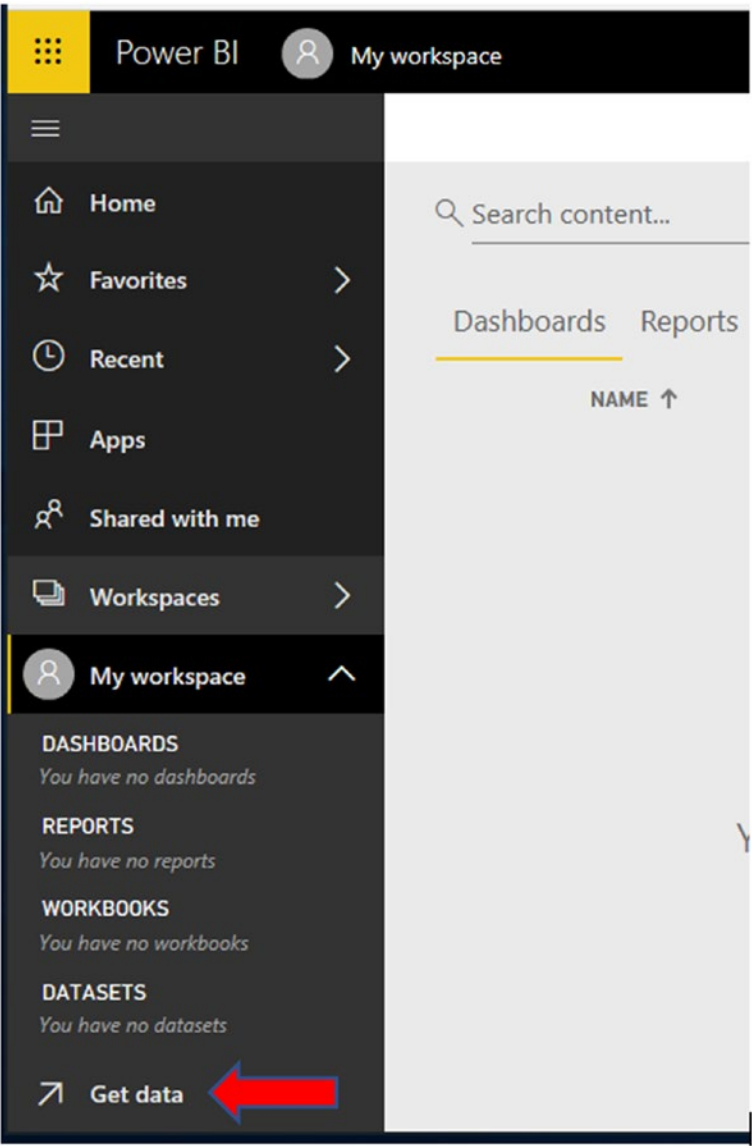 Power BI My workspace
Home
Search content...
Favorites
Dashboards Reports
Recent
NAME ↑
Apps
Shared with me
Workspaces
My workspace
DASHBOARDS
You have no dashboards
REPORTS
You have no reports
Y
WORKBOOKS
You have no workbooks
DATASETS
You have no datasets
Get data